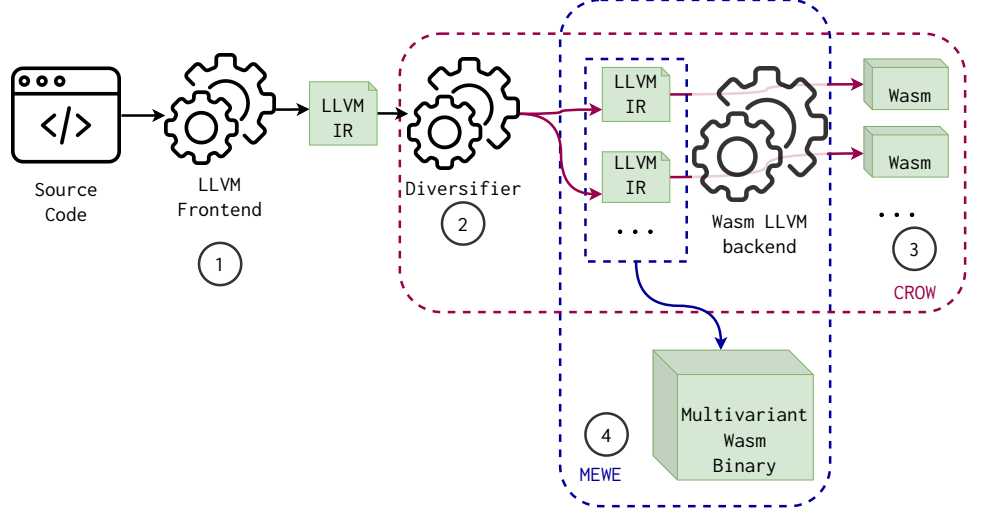 </>
Source
Code
LLVM
Frontend
1
LLVM
IR
Diversifier
2
LLVM
IR
LLVM
IR
...
Wasm LLVM
backend
Wasm
Wasm
...
3
CROW
Multivariant
Wasm
Binary
4
MEWE